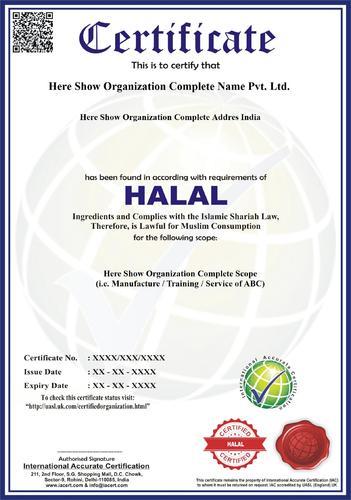 Certificate
This is to certify that
Here Show Organization Complete Name Pvt. Ltd.
Here Show Organization Complete Addres India
has been found in according with requirements of
HALAL
Ingredients and Complies with the Islamic Shariah Law,
Therefore, is Lawful for Muslim Consumption
for the following scope:
Here Show Organization Complete Scope
(i.e. Manufacture / Training / Service of ABC)
Certificate No. : XXXX/XXX/XXXX
Issue Date : XX - XX - XXXX
Expiry Date : XX - XX - XXXX
To check this certificate status visit:
"http://uasl.uk.com/certifiedorganization.html"
International Accurate Certification
CERTIFIED
HALAL
CERTIFIED
Authorised Signature
International Accurate Certification
211, 2nd Floor, S.G. Shopping Mall, D.C. Chowk,
Sector-9, Rohini, Delhi-110085, India
www.iacert.com & info@iacert.com
This certificate remains the property of International Accurate Certification (IAC)
to whom it must be returned on request. IAC accredited by UASL (England) UK